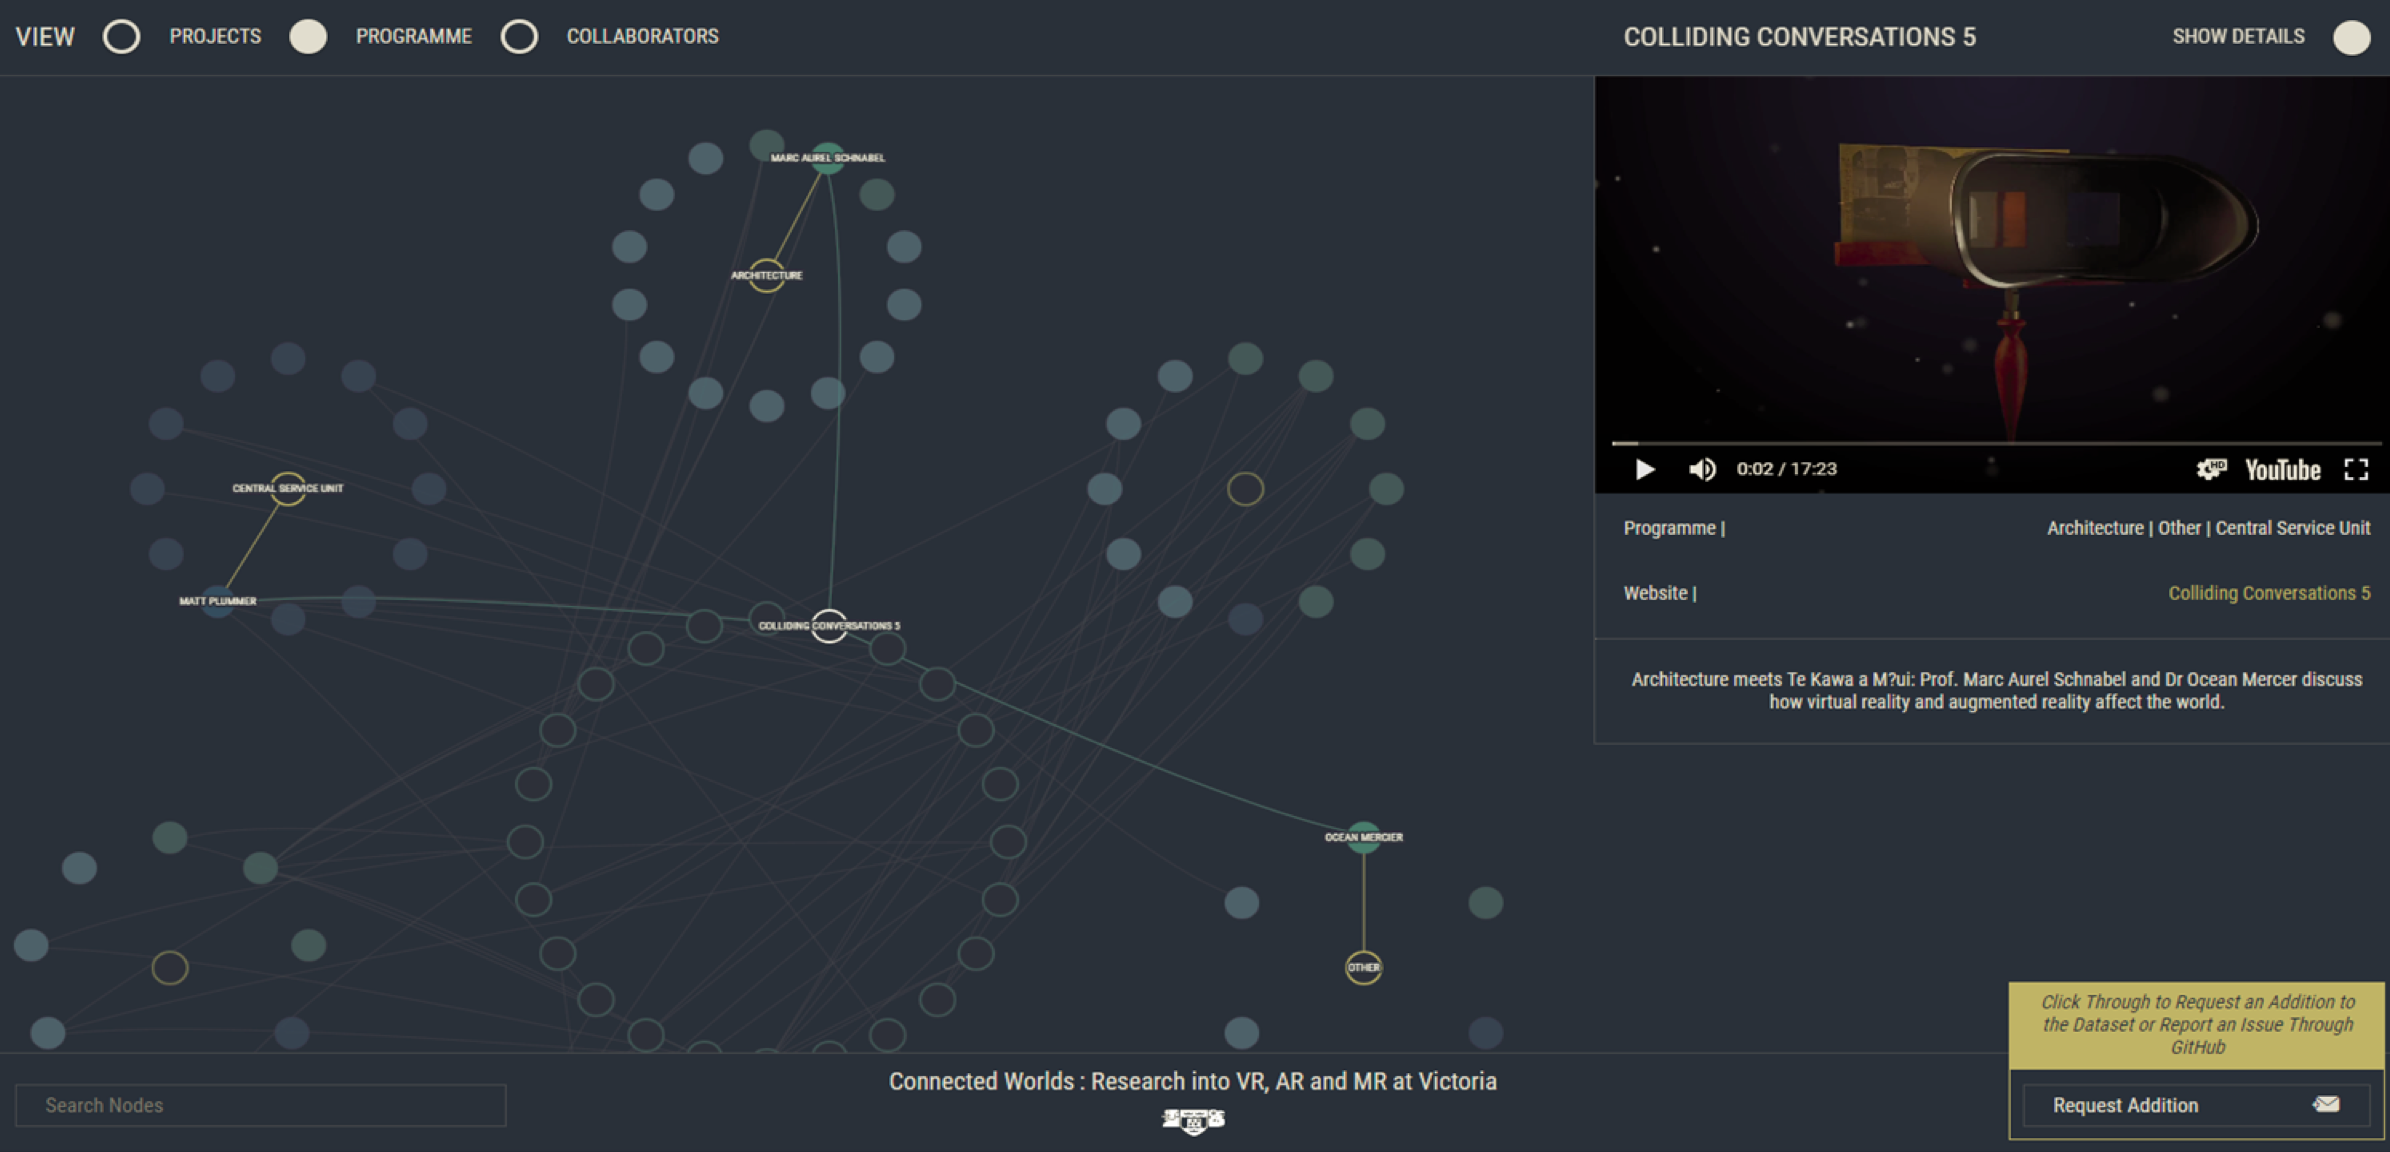 VIEW PROJECTS PROGRAMME COLLABORATORS
COLLIDING CONVERSATIONS 5
SHOW DETAILS
MARC AUREL SCHNABEL
ARCHITECTURE
CENTRAL SERVICE UNIT
MATT PLUMMER
COLLIDING CONVERSATIONS 5
OCEAN MERCIER
OTHER
0:02 / 17:23
HD
YouTube
Programme | Architecture | Other | Central Service Unit
Website | Colliding Conversations 5
Architecture meets Te Kawa a M?ui: Prof. Marc Aurel Schnabel and Dr Ocean Mercer discuss
how virtual reality and augmented reality affect the world.
Click Through to Request an Addition to
the Dataset or Report an Issue Through
GitHub
Request Addition
Connected Worlds : Research into VR, AR and MR at Victoria
Search Nodes